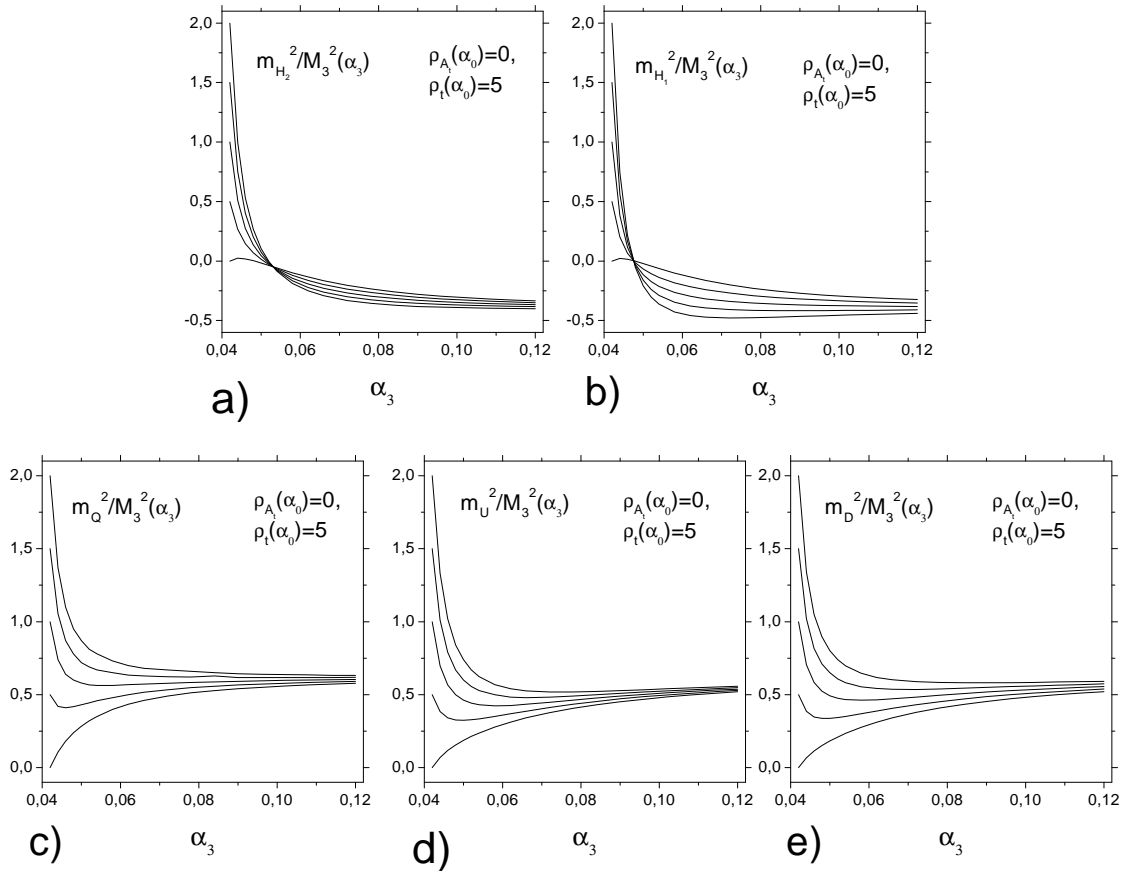 2,0
1,5
1,0
0,5
0,0
-0,5
m_{H_2}^2/M_3^2(α_3)
ρ_{A_t}(α_0)=0,
ρ_t(α_0)=5
0,04 0,06 0,08 0,10 0,12
a) α_3
2,0
1,5
1,0
0,5
0,0
-0,5
m_{H_1}^2/M_3^2(α_3)
ρ_{A_t}(α_0)=0,
ρ_t(α_0)=5
0,04 0,06 0,08 0,10 0,12
b) α_3
2,0
1,5
1,0
0,5
0,0
m_Q^2/M_3^2(α_3)
ρ_{A_t}(α_0)=0,
ρ_t(α_0)=5
0,04 0,06 0,08 0,10 0,12
c) α_3
2,0
1,5
1,0
0,5
0,0
m_U^2/M_3^2(α_3)
ρ_{A_t}(α_0)=0,
ρ_t(α_0)=5
0,04 0,06 0,08 0,10 0,12
d) α_3
2,0
1,5
1,0
0,5
0,0
m_D^2/M_3^2(α_3)
ρ_{A_t}(α_0)=0,
ρ_t(α_0)=5
0,04 0,06 0,08 0,10 0,12
e) α_3